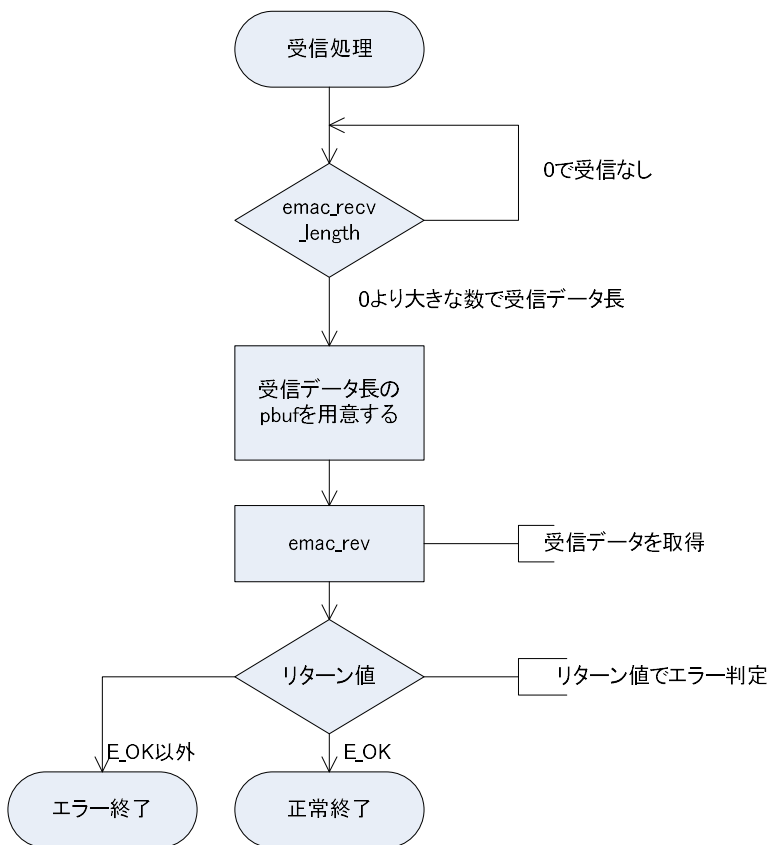 受信処理
0で受信なし
emac_recv
_length
0より大きな数で受信データ長
受信データ長の
pbufを用意する
emac_rev
受信データを取得
リターン値
リターン値でエラー判定
E_OK以外
E_OK
エラー終了
正常終了